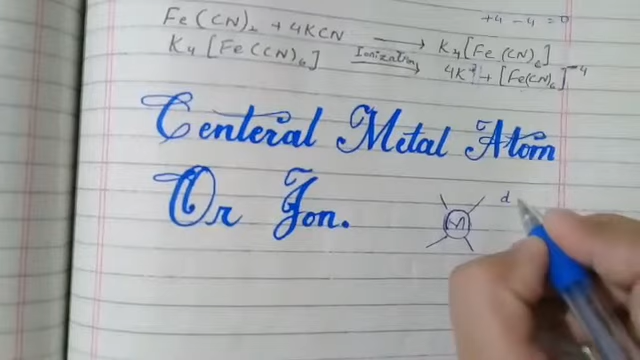 +4 - 4 = 0
Fe(CN)₂ + 4KCN ⟶ K₄[Fe(CN)₆]
K₄[Fe(CN)₆] Ionization ⟶ 4K⁺ + [Fe(CN)₆]⁻⁴
Centeral Metal Atom
Or Ion.
M
d